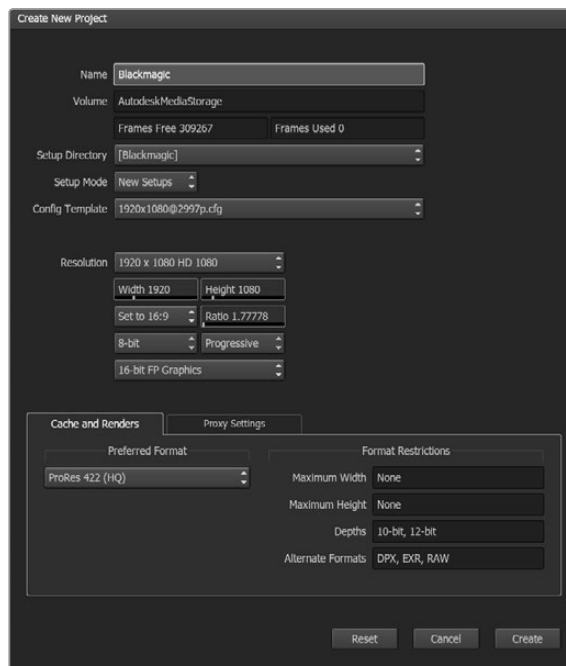 Create New Project
Name Blackmagic
Volume AutodeskMediaStorage
Frames Free 309267 Frames Used 0
Setup Directory [Blackmagic]
Setup Mode New Setups
Config Template 1920x1080@2997p.cfg
Resolution 1920 x 1080 HD 1080
Width 1920 Height 1080
Set to 16:9 Ratio 1.77778
8-bit Progressive
16-bit FP Graphics
Cache and Renders Proxy Settings
Preferred Format Format Restrictions
ProRes 422 (HQ) Maximum Width None
Maximum Height None
Depths 10-bit, 12-bit
Alternate Formats DPX, EXR, RAW
Reset Cancel Create